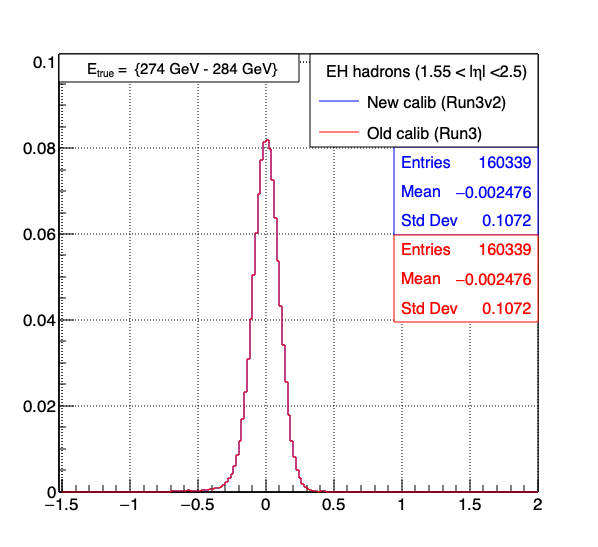 E_true = {274 GeV - 284 GeV}
EH hadrons (1.55 < |η| <2.5)
New calib (Run3v2)
Old calib (Run3)
Entries 160339
Mean −0.002476
Std Dev 0.1072
Entries 160339
Mean −0.002476
Std Dev 0.1072
0.1
0.08
0.06
0.04
0.02
0
−1.5 −1 −0.5 0 0.5 1 1.5 2